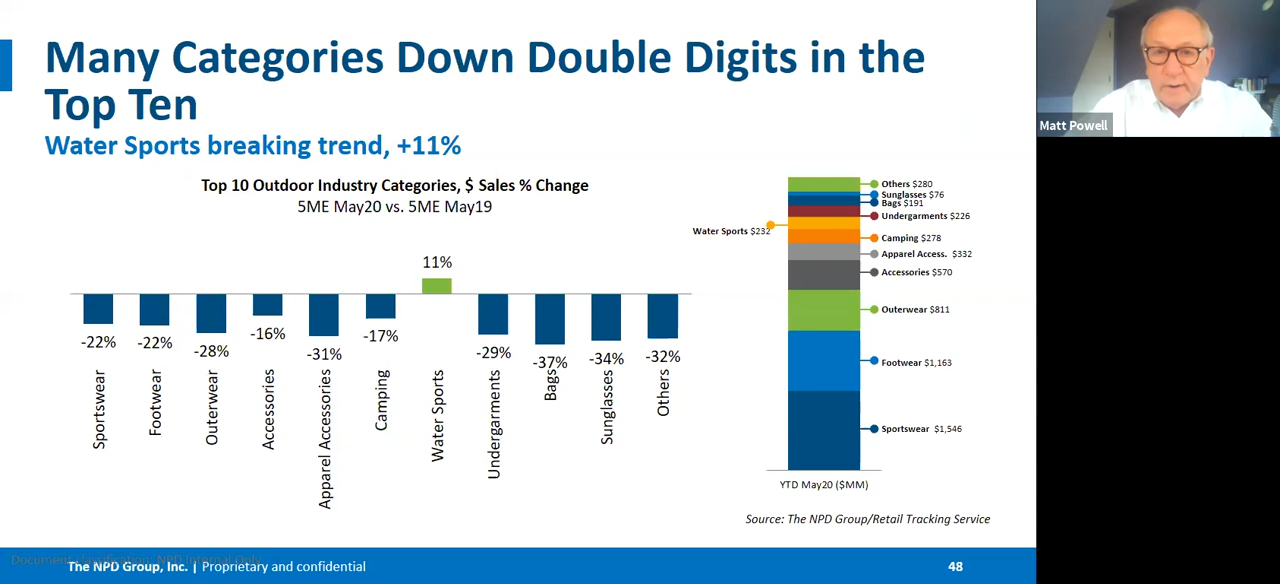 Many Categories Down Double Digits in the
Top Ten
Water Sports breaking trend, +11%
Top 10 Outdoor Industry Categories, $ Sales % Change
5ME May20 vs. 5ME May19
11%
-22%
-22%
-28%
-16%
-31%
-17%
-29%
-37%
-34%
-32%
Sportswear
Footwear
Outerwear
Accessories
Apparel Accessories
Camping
Water Sports
Undergarments
Bags
Sunglasses
Others
Others $280
Sunglasses $76
Bags $191
Undergarments $226
Water Sports $232
Camping $278
Apparel Access. $332
Accessories $570
Outerwear $811
Footwear $1,163
Sportswear $1,546
YTD May20 ($MM)
Source: The NPD Group/Retail Tracking Service
Document classification: NPD Internal Only
The NPD Group, Inc. | Proprietary and confidential
48
Matt Powell